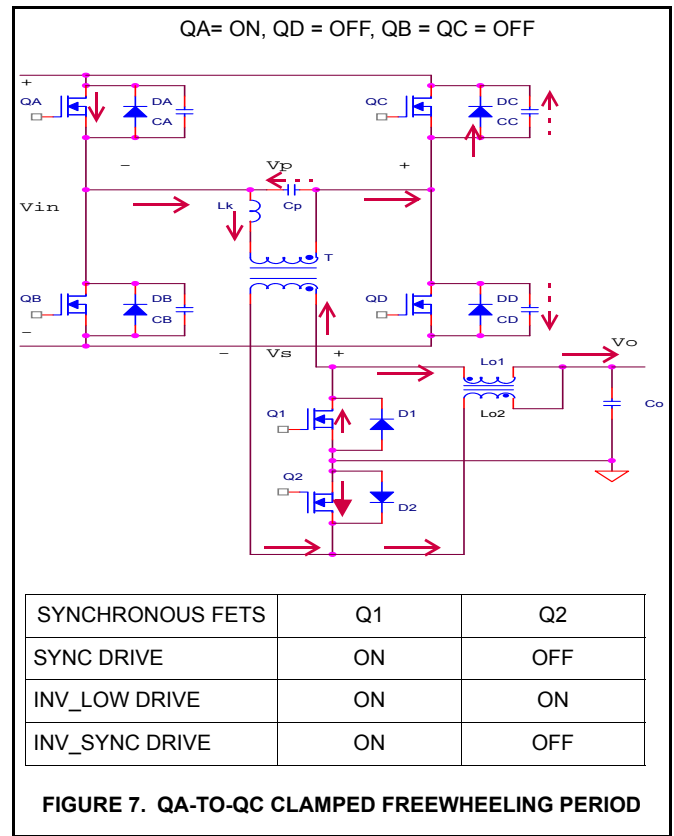 QA= ON, QD = OFF, QB = QC = OFF
+
QA
DA
CA
QC
DC
CC
-
Vp
+
Vin
Lk
Cp
T
QB
DB
CB
QD
DD
CD
-
- Vs +
Vo
Lo1
Lo2
Co
Q1
D1
Q2
D2
SYNCHRONOUS FETS Q1 Q2
SYNC DRIVE ON OFF
INV_LOW DRIVE ON ON
INV_SYNC DRIVE ON OFF
FIGURE 7. QA-TO-QC CLAMPED FREEWHEELING PERIOD